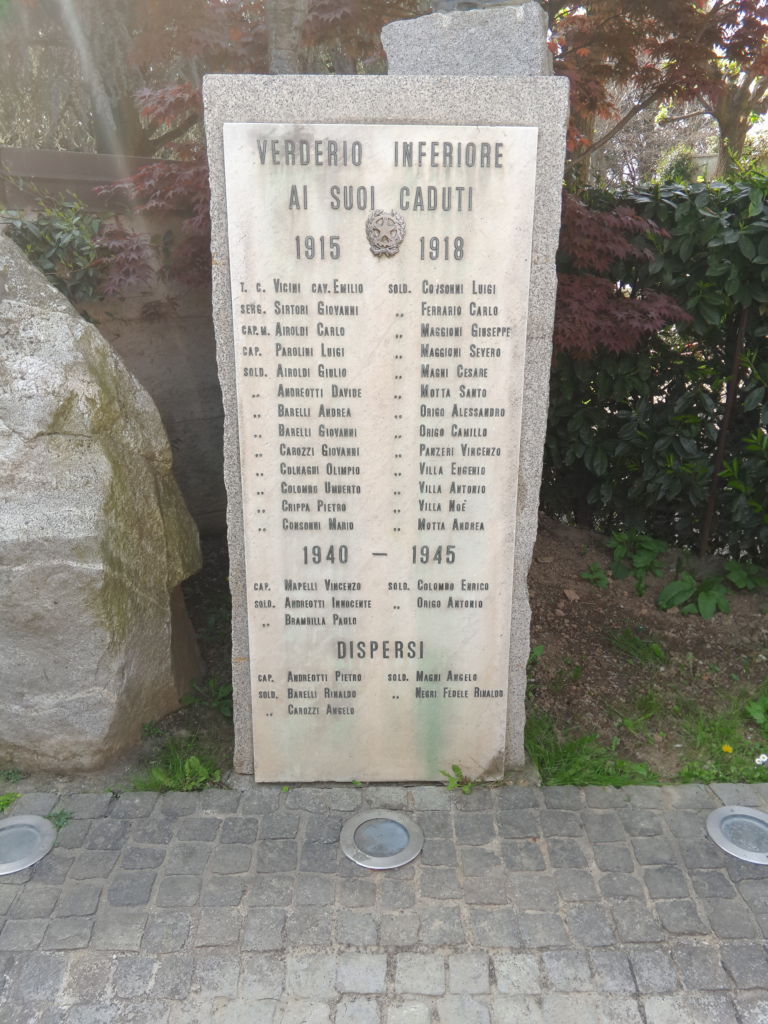 VERDERIO INFERIORE
AI SUOI CADUTI
1915 1918
T. C. VICINI CAV. EMILIO
SERG. SIRTORI GIOVANNI
CAP. M. AIROLDI CARLO
CAP. PAROLINI LUIGI
SOLD. AIROLDI GIULIO
„ ANDREOTTI DAVIDE
„ BARELLI ANDREA
„ BARELLI GIOVANNI
„ CAROZZI GIOVANNI
„ COLNAGHI OLIMPIO
„ COLOMBO UMBERTO
„ CRIPPA PIETRO
„ CONSONNI MARIO
SOLD. CONSONNI LUIGI
„ FERRARIO CARLO
„ MAGGIONI GIUSEPPE
„ MAGGIONI SEVERO
„ MAGNI CESARE
„ MOTTA SANTO
„ ORIGO ALESSANDRO
„ ORIGO CAMILLO
„ PANZERI VINCENZO
„ VILLA EUGENIO
„ VILLA ANTONIO
„ VILLA NOE'
„ MOTTA ANDREA
1940 – 1945
CAP. MAPELLI VINCENZO
SOLD. ANDREOTTI INNOCENTE
„ BRAMBILLA PAOLO
SOLD. COLOMBO ENRICO
„ ORIGO ANTONIO
DISPERSI
CAP. ANDREOTTI PIETRO
SOLD. BARELLI RINALDO
„ CAROZZI ANGELO
SOLD. MAGNI ANGELO
„ NEGRI FEDELE RINALDO